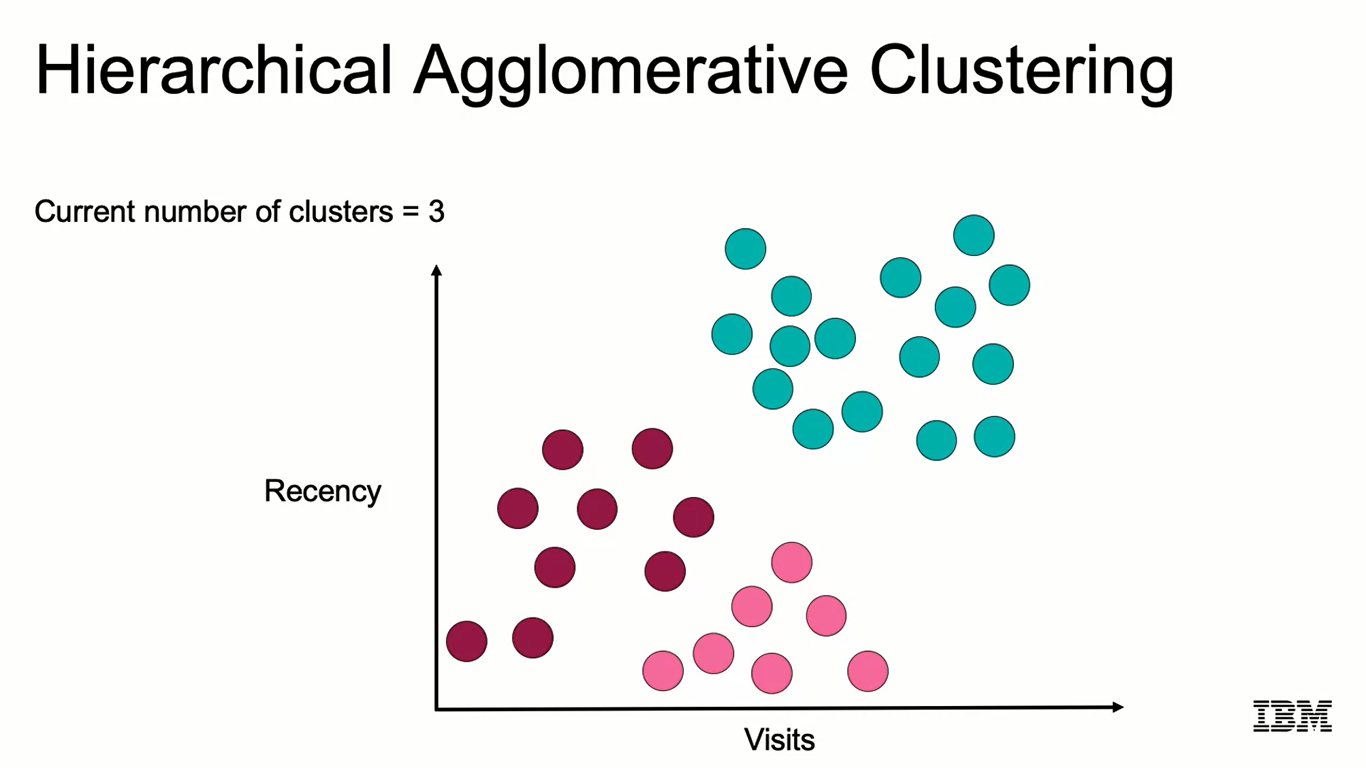 Hierarchical Agglomerative Clustering
Current number of clusters = 3
Recency
Visits
IBM